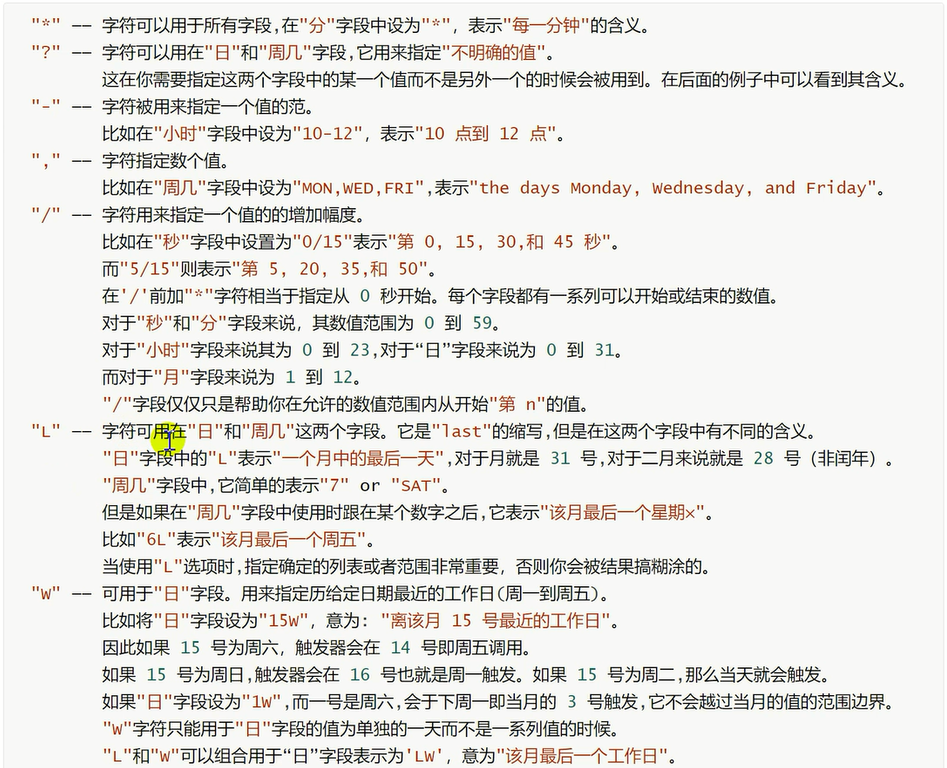 "*" —— 字符可以用于所有字段,在"分"字段中设为"*", 表示"每一分钟"的含义。
"?" —— 字符可以用在"日"和"周几"字段,它用来指定"不明确的值"。
这在你需要指定这两个字段中的某一个值而不是另外一个的时候会被用到。在后面的例子中可以看到其含义。
"-" —— 字符被用来指定一个值的范。
比如在"小时"字段中设为"10-12", 表示"10 点到 12 点"。
"," —— 字符指定数个值。
比如在"周几"字段中设为"MON,WED,FRI",表示"the days Monday, Wednesday, and Friday"。
"/" —— 字符用来指定一个值的的增加幅度。
比如在"秒"字段中设置为"0/15"表示"第 0, 15, 30,和 45 秒"。
而"5/15"则表示"第 5, 20, 35,和 50"。
在'/'前加"*"字符相当于指定从 0 秒开始。每个字段都有一系列可以开始或结束的数值。
对于"秒"和"分"字段来说, 其数值范围为 0 到 59。
对于"小时"字段来说其为 0 到 23,对于“日”字段来说为 0 到 31。
而对于"月"字段来说为 1 到 12。
"/"字段仅仅只是帮助你在允许的数值范围内从开始"第 n"的值。
"L" —— 字符可用在"日"和"周几"这两个字段。它是"last"的缩写,但是在这两个字段中有不同的含义。
"日"字段中的"L"表示"一个月中的最后一天",对于月就是 31 号,对于二月来说就是 28 号（非闰年）。
"周几"字段中,它简单的表示"7" or "SAT"。
但是如果在"周几"字段中使用时跟在某个数字之后,它表示"该月最后一个星期×"。
比如"6L"表示"该月最后一个周五"。
当使用"L"选项时,指定确定的列表或者范围非常重要, 否则你会被结果搞糊涂的。
"W" —— 可用于"日"字段。用来指定历给定日期最近的工作日(周一到周五)。
比如将"日"字段设为"15W", 意为: "离该月 15 号最近的工作日"。
因此如果 15 号为周六, 触发器会在 14 号即周五调用。
如果 15 号为周日,触发器会在 16 号也就是周一触发。如果 15 号为周二,那么当天就会触发。
如果"日"字段设为"1W",而一号是周六,会于下周一即当月的 3 号触发,它不会越过当月的值的范围边界。
"W"字符只能用于"日"字段的值为单独的一天而不是一系列值的时候。
"L"和"W"可以组合用于“日”字段表示为'LW', 意为"该月最后一个工作日"。